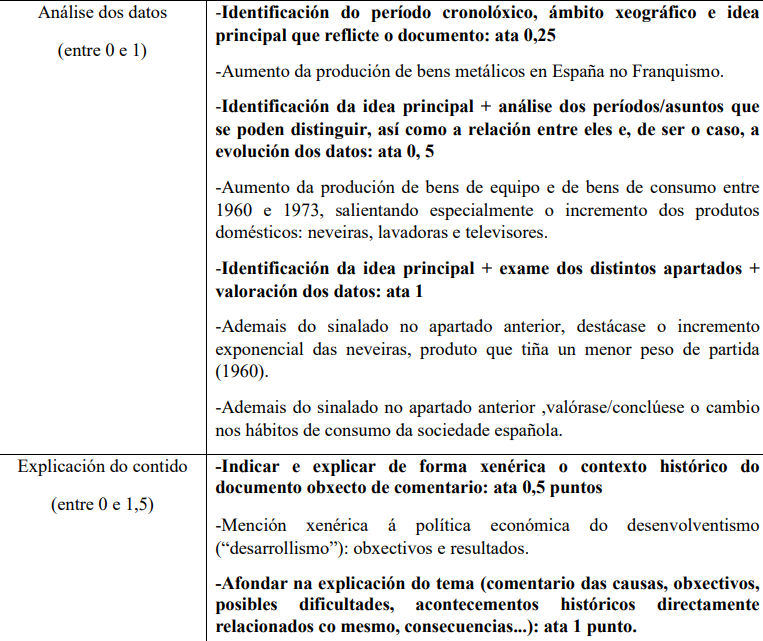 Análise dos datos
(entre 0 e 1)
-Identificación do período cronolóxico, ámbito xeográfico e idea
principal que reflicte o documento: ata 0,25
-Aumento da produción de bens metálicos en España no Franquismo.
-Identificación da idea principal + análise dos períodos/asuntos que
se poden distinguir, así como a relación entre eles e, de ser o caso, a
evolución dos datos: ata 0, 5
-Aumento da produción de bens de equipo e de bens de consumo entre
1960 e 1973, salientando especialmente o incremento dos produtos
domésticos: neveiras, lavadoras e televisores.
-Identificación da idea principal + exame dos distintos apartados +
valoración dos datos: ata 1
-Ademais do sinalado no apartado anterior, destácase o incremento
exponencial das neveiras, produto que tiña un menor peso de partida
(1960).
-Ademais do sinalado no apartado anterior ,valórase/conclúese o cambio
nos hábitos de consumo da sociedade española.
Explicación do contido
(entre 0 e 1,5)
-Indicar e explicar de forma xenérica o contexto histórico do
documento obxecto de comentario: ata 0,5 puntos
-Mención xenérica á política económica do desenvolventismo
(“desarrollismo”): obxectivos e resultados.
-Afondar na explicación do tema (comentario das causas, obxectivos,
posibles dificultades, acontecementos históricos directamente
relacionados co mesmo, consecuencias...): ata 1 punto.